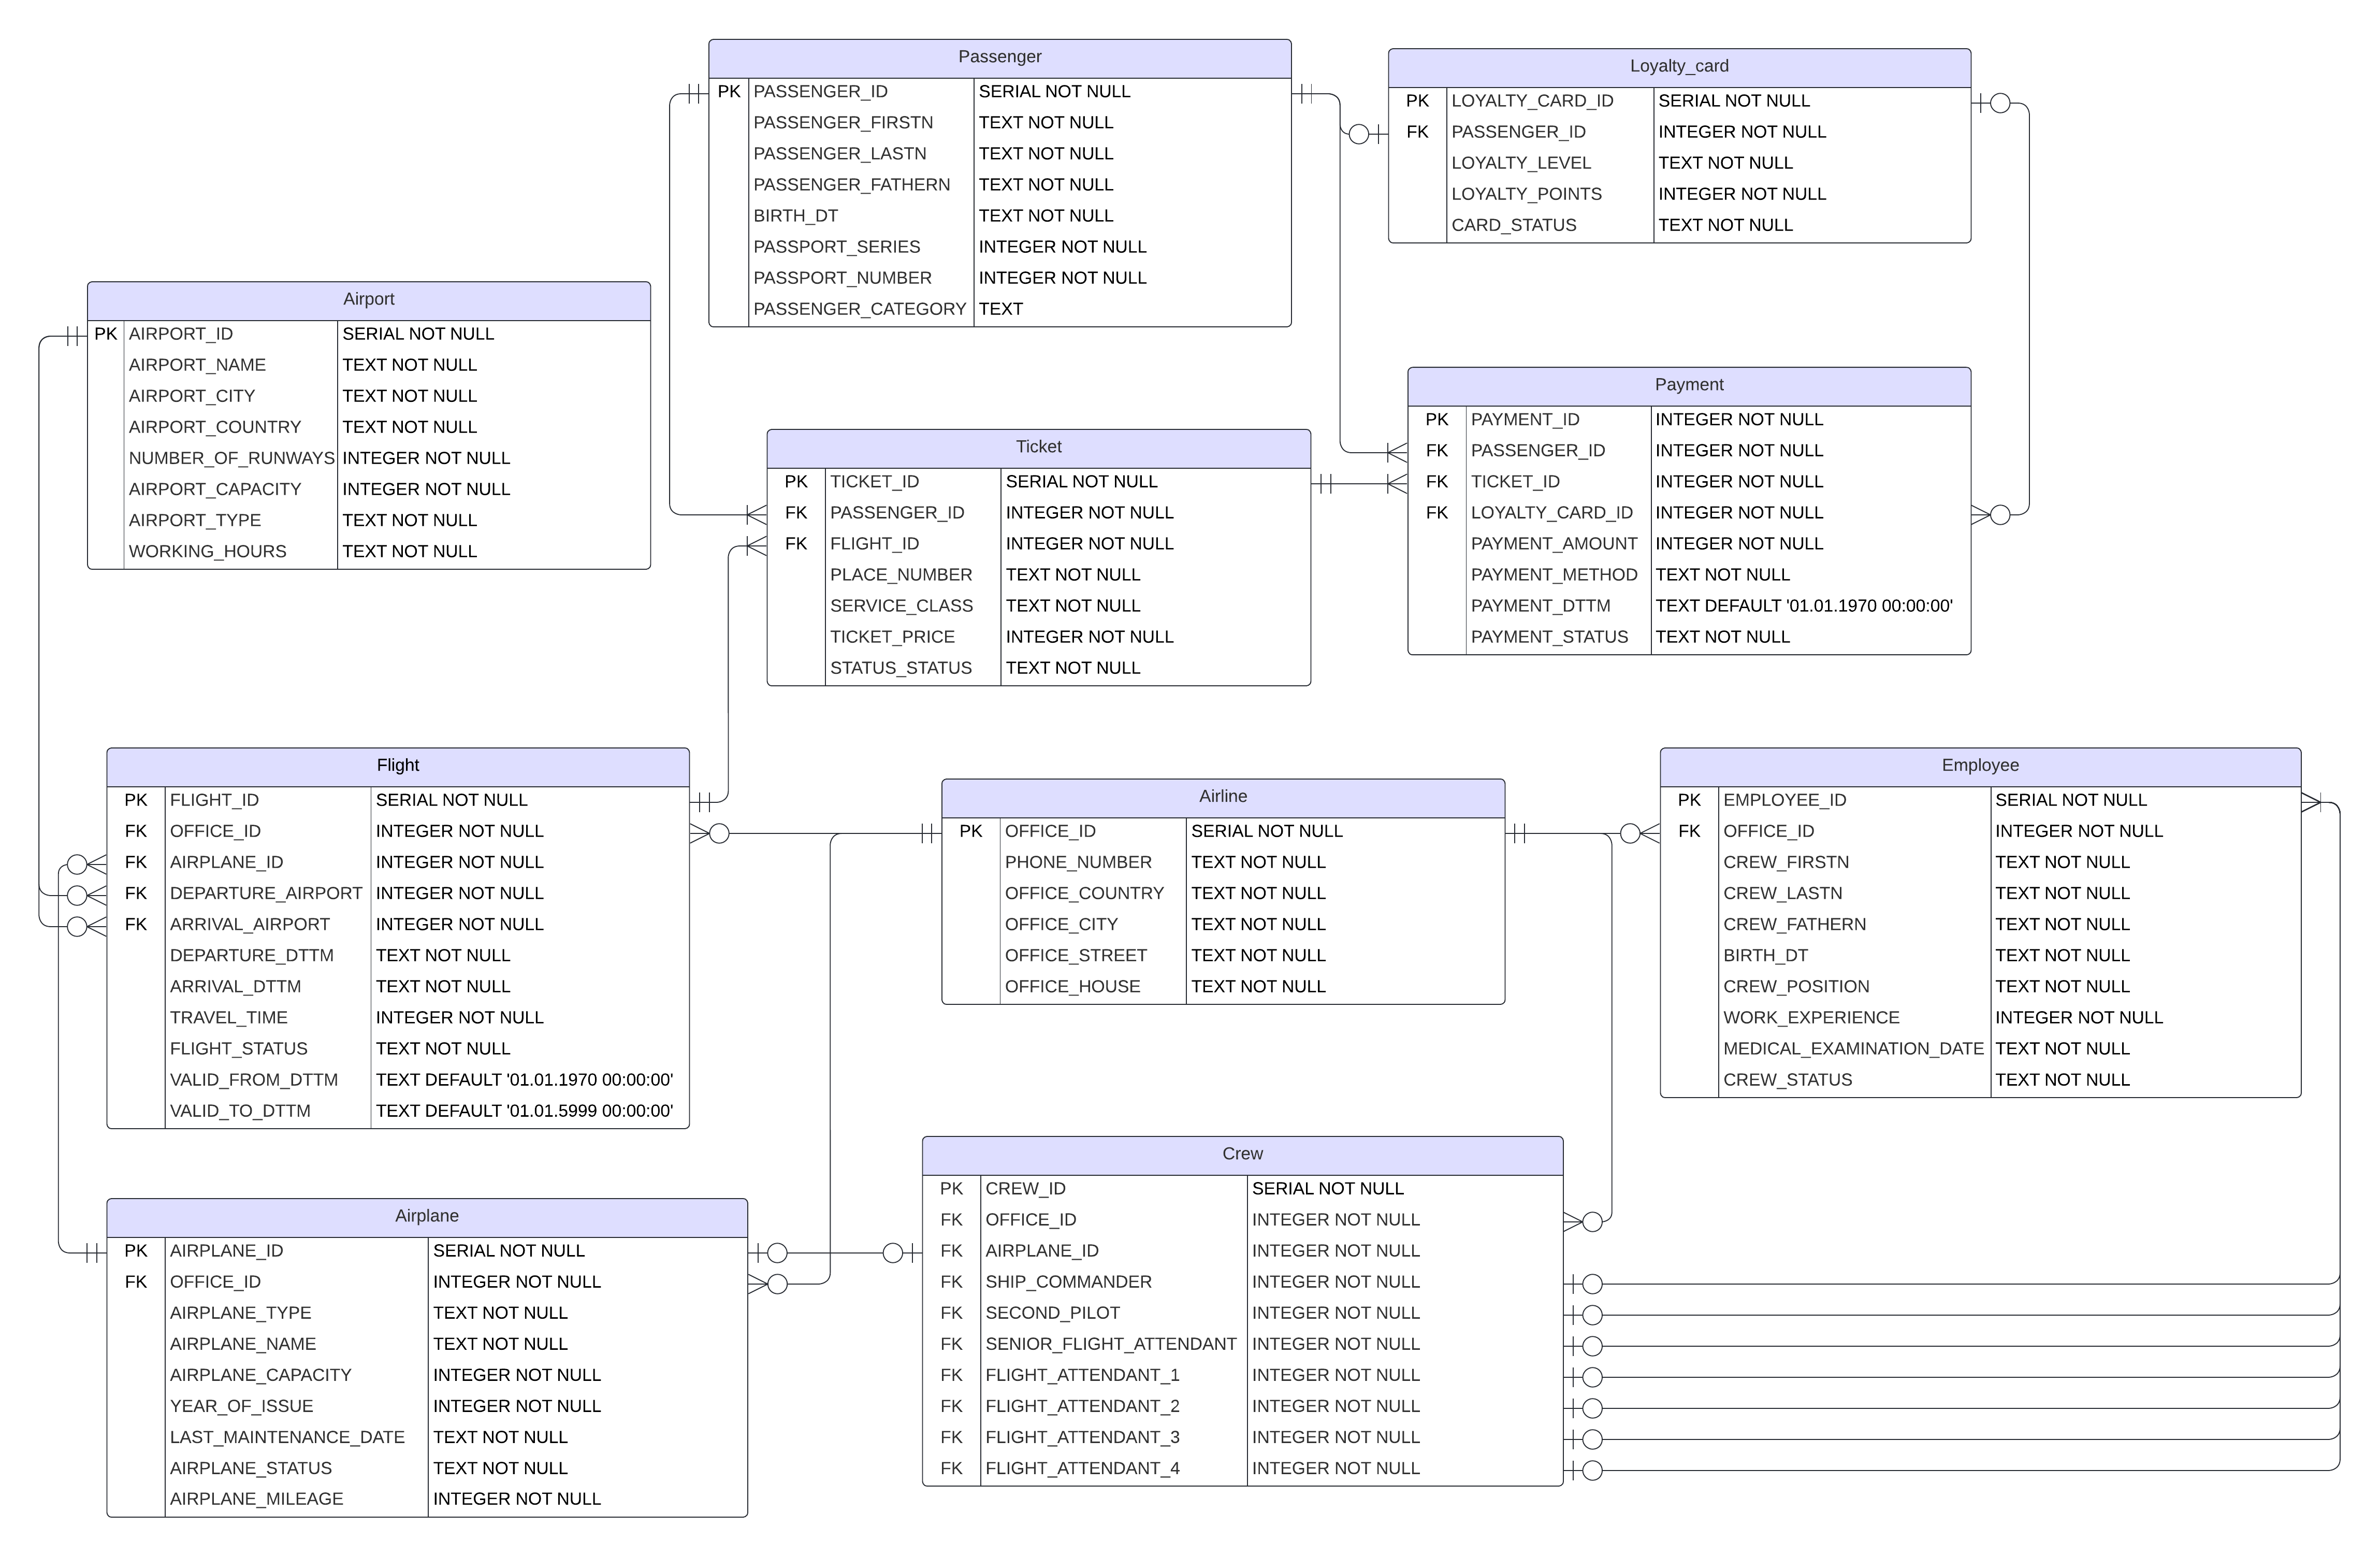 Passenger
PK PASSENGER_ID SERIAL NOT NULL
PASSENGER_FIRSTN TEXT NOT NULL
PASSENGER_LASTN TEXT NOT NULL
PASSENGER_FATHERN TEXT NOT NULL
BIRTH_DT TEXT NOT NULL
PASSPORT_SERIES INTEGER NOT NULL
PASSPORT_NUMBER INTEGER NOT NULL
PASSENGER_CATEGORY TEXT
Loyalty_card
PK LOYALTY_CARD_ID SERIAL NOT NULL
FK PASSENGER_ID INTEGER NOT NULL
LOYALTY_LEVEL TEXT NOT NULL
LOYALTY_POINTS INTEGER NOT NULL
CARD_STATUS TEXT NOT NULL
Airport
PK AIRPORT_ID SERIAL NOT NULL
AIRPORT_NAME TEXT NOT NULL
AIRPORT_CITY TEXT NOT NULL
AIRPORT_COUNTRY TEXT NOT NULL
NUMBER_OF_RUNWAYS INTEGER NOT NULL
AIRPORT_CAPACITY INTEGER NOT NULL
AIRPORT_TYPE TEXT NOT NULL
WORKING_HOURS TEXT NOT NULL
Ticket
PK TICKET_ID SERIAL NOT NULL
FK PASSENGER_ID INTEGER NOT NULL
FK FLIGHT_ID INTEGER NOT NULL
PLACE_NUMBER TEXT NOT NULL
SERVICE_CLASS TEXT NOT NULL
TICKET_PRICE INTEGER NOT NULL
STATUS_STATUS TEXT NOT NULL
Payment
PK PAYMENT_ID INTEGER NOT NULL
FK PASSENGER_ID INTEGER NOT NULL
FK TICKET_ID INTEGER NOT NULL
FK LOYALTY_CARD_ID INTEGER NOT NULL
PAYMENT_AMOUNT INTEGER NOT NULL
PAYMENT_METHOD TEXT NOT NULL
PAYMENT_DTTM TEXT DEFAULT '01.01.1970 00:00:00'
PAYMENT_STATUS TEXT NOT NULL
Flight
PK FLIGHT_ID SERIAL NOT NULL
FK OFFICE_ID INTEGER NOT NULL
FK AIRPLANE_ID INTEGER NOT NULL
FK DEPARTURE_AIRPORT INTEGER NOT NULL
FK ARRIVAL_AIRPORT INTEGER NOT NULL
DEPARTURE_DTTM TEXT NOT NULL
ARRIVAL_DTTM TEXT NOT NULL
TRAVEL_TIME INTEGER NOT NULL
FLIGHT_STATUS TEXT NOT NULL
VALID_FROM_DTTM TEXT DEFAULT '01.01.1970 00:00:00'
VALID_TO_DTTM TEXT DEFAULT '01.01.5999 00:00:00'
Airline
PK OFFICE_ID SERIAL NOT NULL
PHONE_NUMBER TEXT NOT NULL
OFFICE_COUNTRY TEXT NOT NULL
OFFICE_CITY TEXT NOT NULL
OFFICE_STREET TEXT NOT NULL
OFFICE_HOUSE TEXT NOT NULL
Employee
PK EMPLOYEE_ID SERIAL NOT NULL
FK OFFICE_ID INTEGER NOT NULL
CREW_FIRSTN TEXT NOT NULL
CREW_LASTN TEXT NOT NULL
CREW_FATHERN TEXT NOT NULL
BIRTH_DT TEXT NOT NULL
CREW_POSITION TEXT NOT NULL
WORK_EXPERIENCE INTEGER NOT NULL
MEDICAL_EXAMINATION_DATE TEXT NOT NULL
CREW_STATUS TEXT NOT NULL
Airplane
PK AIRPLANE_ID SERIAL NOT NULL
FK OFFICE_ID INTEGER NOT NULL
AIRPLANE_TYPE TEXT NOT NULL
AIRPLANE_NAME TEXT NOT NULL
AIRPLANE_CAPACITY INTEGER NOT NULL
YEAR_OF_ISSUE INTEGER NOT NULL
LAST_MAINTENANCE_DATE TEXT NOT NULL
AIRPLANE_STATUS TEXT NOT NULL
AIRPLANE_MILEAGE INTEGER NOT NULL
Crew
PK CREW_ID SERIAL NOT NULL
FK OFFICE_ID INTEGER NOT NULL
FK AIRPLANE_ID INTEGER NOT NULL
FK SHIP_COMMANDER INTEGER NOT NULL
FK SECOND_PILOT INTEGER NOT NULL
FK SENIOR_FLIGHT_ATTENDANT INTEGER NOT NULL
FK FLIGHT_ATTENDANT_1 INTEGER NOT NULL
FK FLIGHT_ATTENDANT_2 INTEGER NOT NULL
FK FLIGHT_ATTENDANT_3 INTEGER NOT NULL
FK FLIGHT_ATTENDANT_4 INTEGER NOT NULL